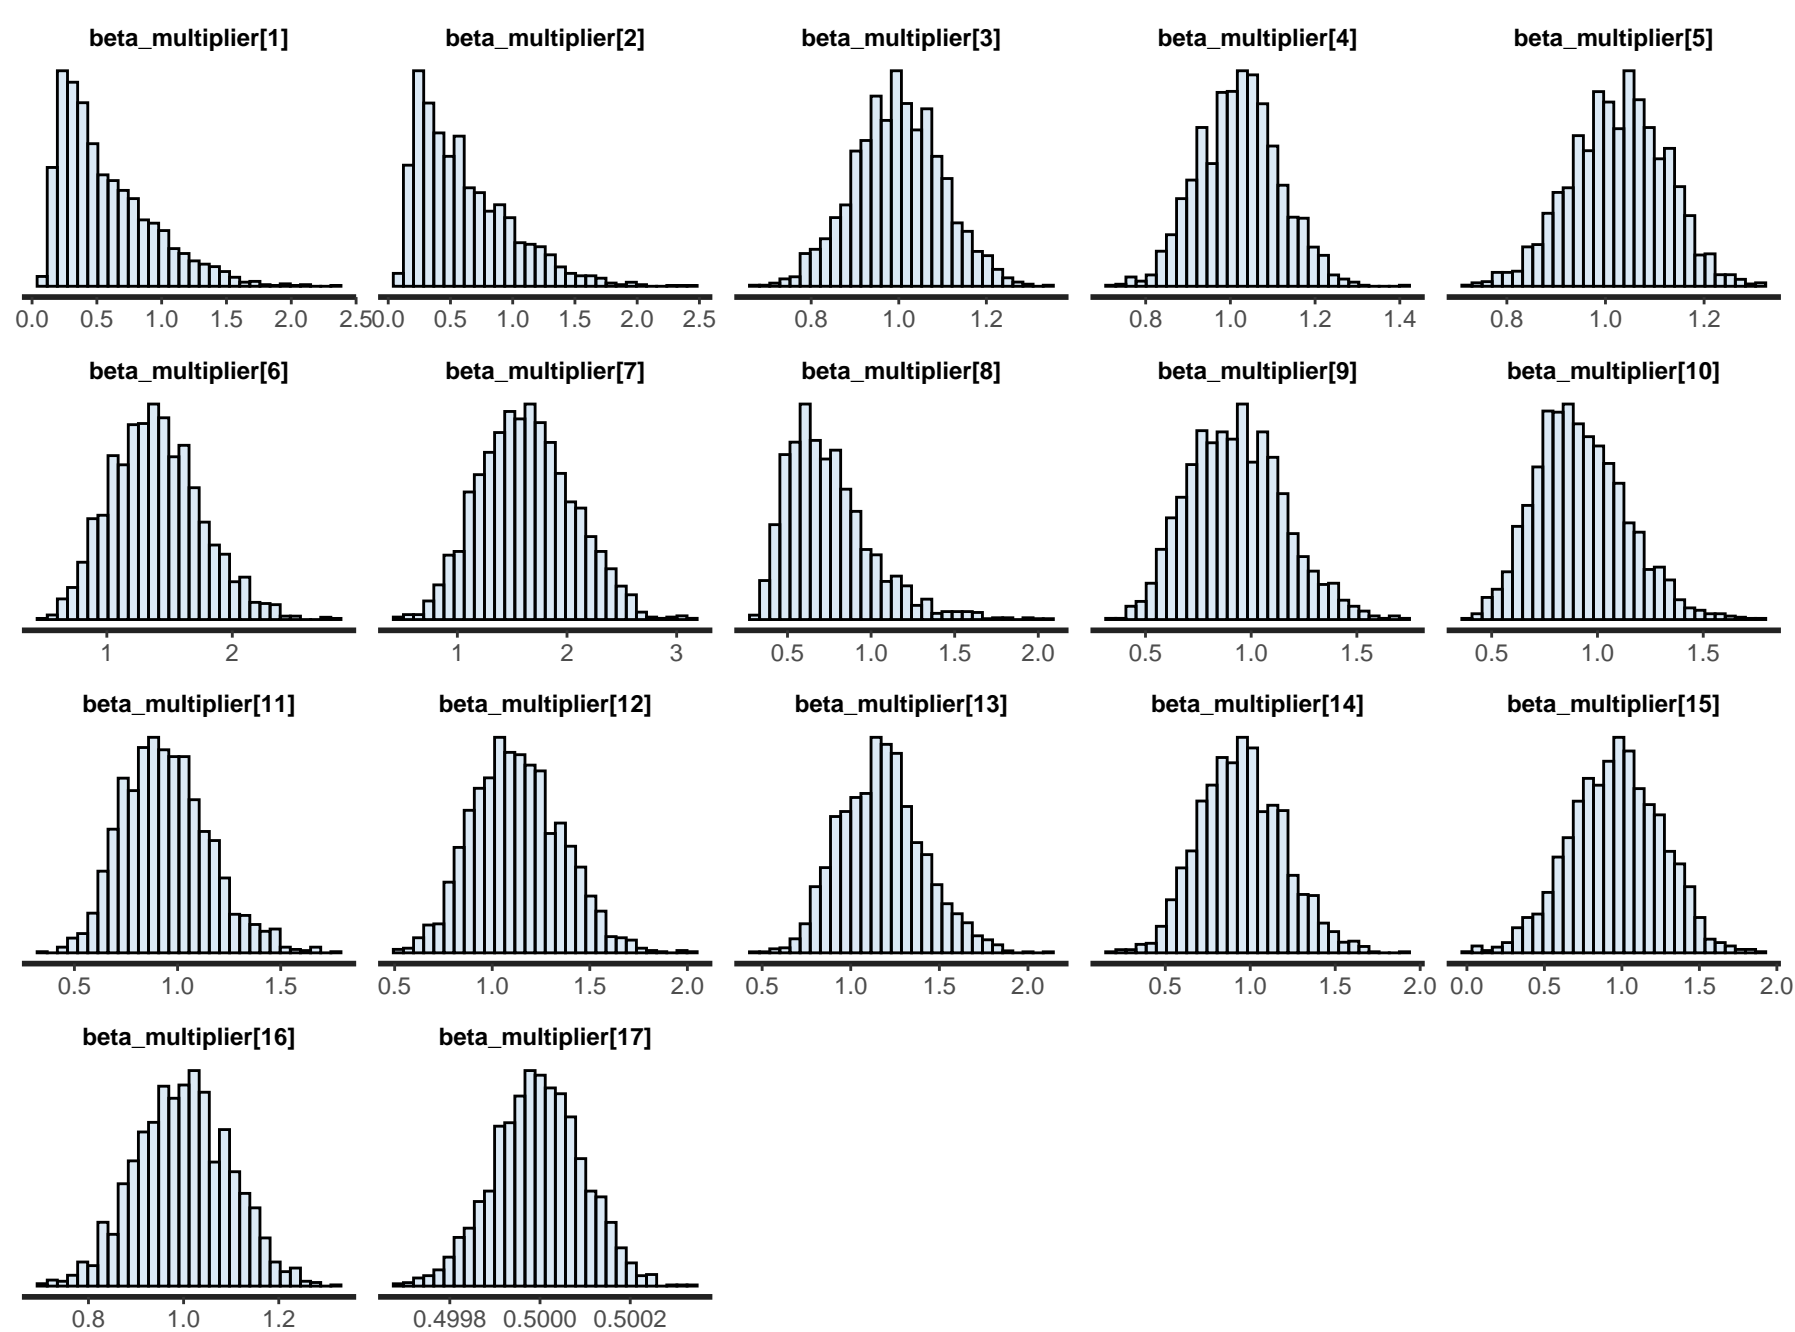 beta_multiplier[1] beta_multiplier[2] beta_multiplier[3] beta_multiplier[4] beta_multiplier[5]
0.0 0.5 1.0 1.5 2.0 2.5 0.0 0.5 1.0 1.5 2.0 2.5 0.8 1.0 1.2 0.8 1.0 1.2 1.4 0.8 1.0 1.2
beta_multiplier[6] beta_multiplier[7] beta_multiplier[8] beta_multiplier[9] beta_multiplier[10]
1 2 1 2 3 0.5 1.0 1.5 2.0 0.5 1.0 1.5 0.5 1.0 1.5
beta_multiplier[11] beta_multiplier[12] beta_multiplier[13] beta_multiplier[14] beta_multiplier[15]
0.5 1.0 1.5 0.5 1.0 1.5 2.0 0.5 1.0 1.5 2.0 0.5 1.0 1.5 2.0 0.0 0.5 1.0 1.5 2.0
beta_multiplier[16] beta_multiplier[17]
0.8 1.0 1.2 0.4998 0.5000 0.5002